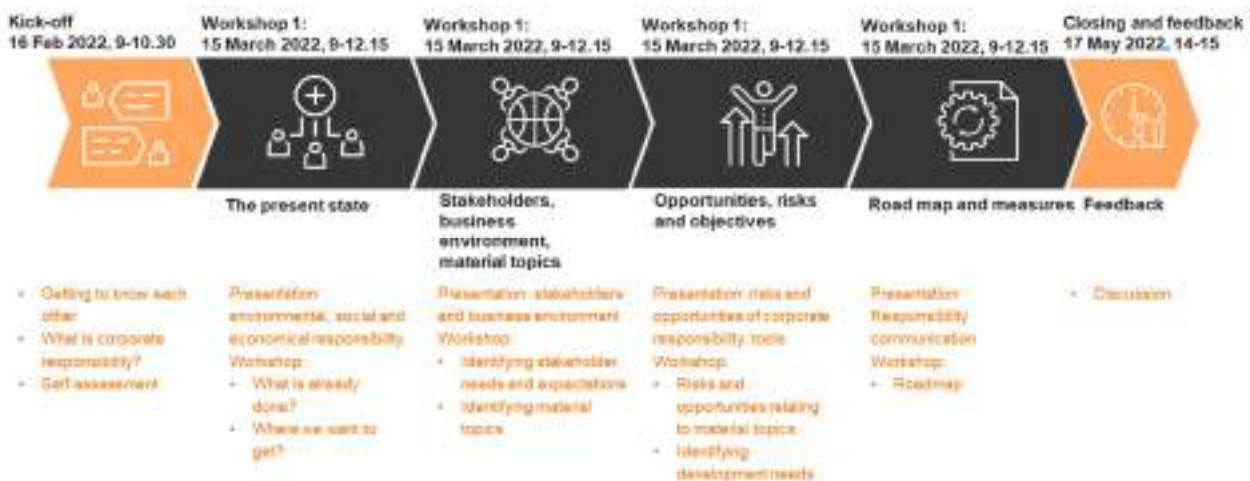 Kick-off
16 Feb 2022, 9-10.30
Workshop 1:
15 March 2022, 9-12.15
Workshop 1:
15 March 2022, 9-12.15
Workshop 1:
15 March 2022, 9-12.15
Workshop 1:
15 March 2022, 9-12.15
Closing and feedback
17 May 2022, 14-15
The present state
Stakeholders,
business
environment,
material topics
Opportunities, risks
and objectives
Road map and measures
Feedback
• Getting to know each
other
• What is corporate
responsibility?
• Self-assessment
Presentation:
environmental, social and
economical responsibility
Workshop:
• What is already
done?
• Where we want to
get?
Presentation: stakeholders
and business environment
Workshop:
• Identifying stakeholder
needs and expectations
• Identifying material
topics
Presentation: risks and
opportunities of corporate
responsibility, tools
Workshop:
• Risks and
opportunities relating
to material topics
• Identifying
development needs
Presentation:
Responsibility
communication
Workshop:
• Roadmap
• Discussion